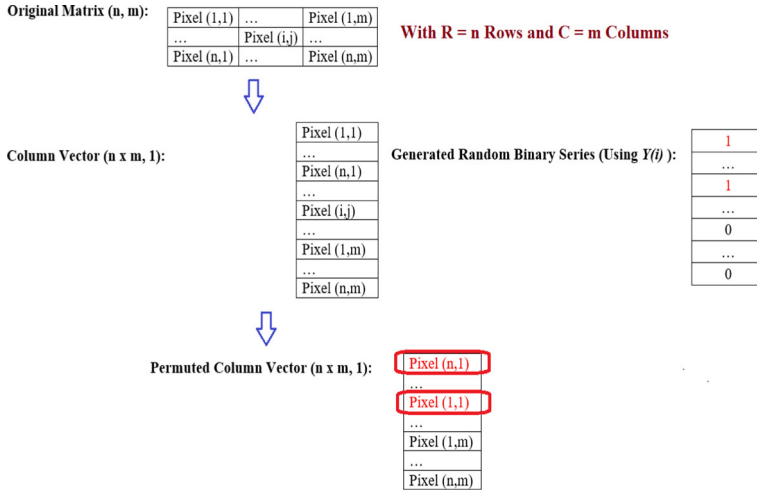 Original Matrix (n, m):
Pixel (1,1) ... Pixel (1,m)
... Pixel (i,j) ...
Pixel (n,1) ... Pixel (n,m)
With R = n Rows and C = m Columns
Column Vector (n x m, 1):
Pixel (1,1)
...
Pixel (n,1)
...
Pixel (i,j)
...
Pixel (1,m)
...
Pixel (n,m)
Generated Random Binary Series (Using Y(i) ):
1
...
1
...
0
...
0
Permuted Column Vector (n x m, 1):
Pixel (n,1)
...
Pixel (1,1)
...
Pixel (1,m)
...
Pixel (n,m)